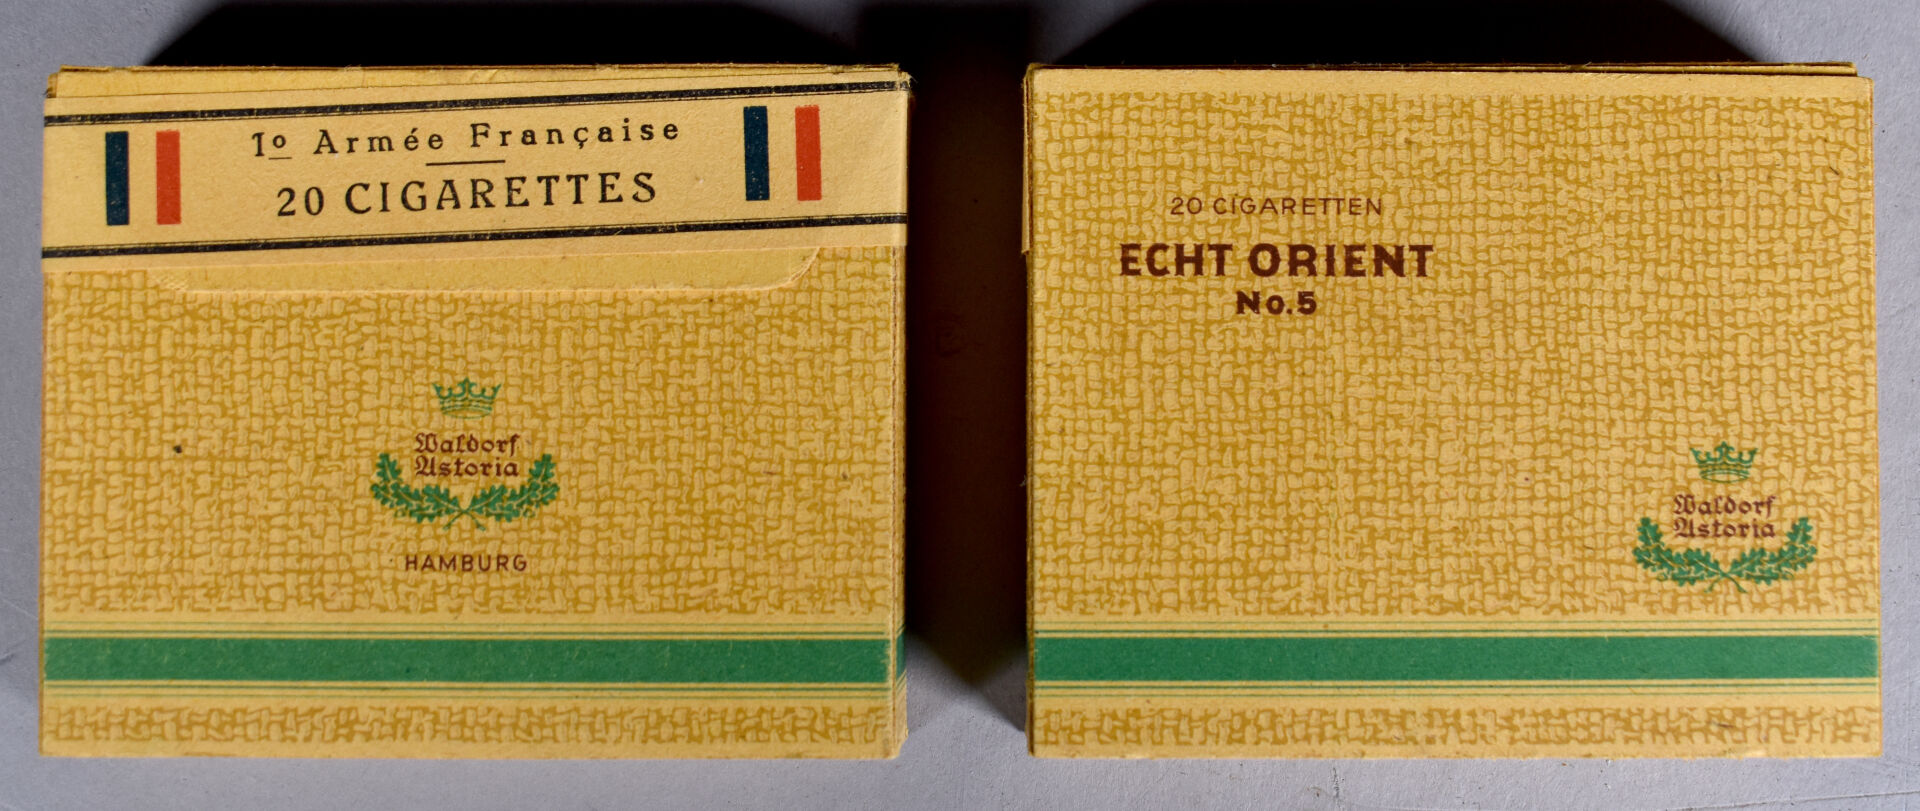 1º Armée Française
20 CIGARETTES
Waldorf
Astoria
HAMBURG
20 CIGARETTEN
ECHT ORIENT
No. 5
Waldorf
Astoria